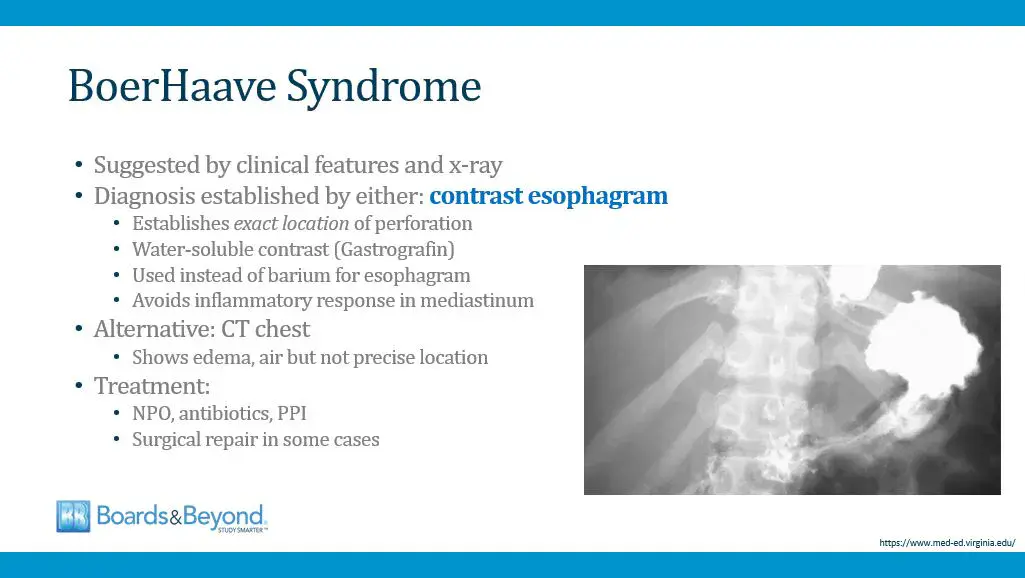 BoerHaave Syndrome
• Suggested by clinical features and x-ray
• Diagnosis established by either: contrast esophagram
• Establishes exact location of perforation
• Water-soluble contrast (Gastrografin)
• Used instead of barium for esophagram
• Avoids inflammatory response in mediastinum
• Alternative: CT chest
• Shows edema, air but not precise location
• Treatment:
• NPO, antibiotics, PPI
• Surgical repair in some cases
BB Boards&Beyond.
STUDY SMARTER™
https://www.med-ed.virginia.edu/